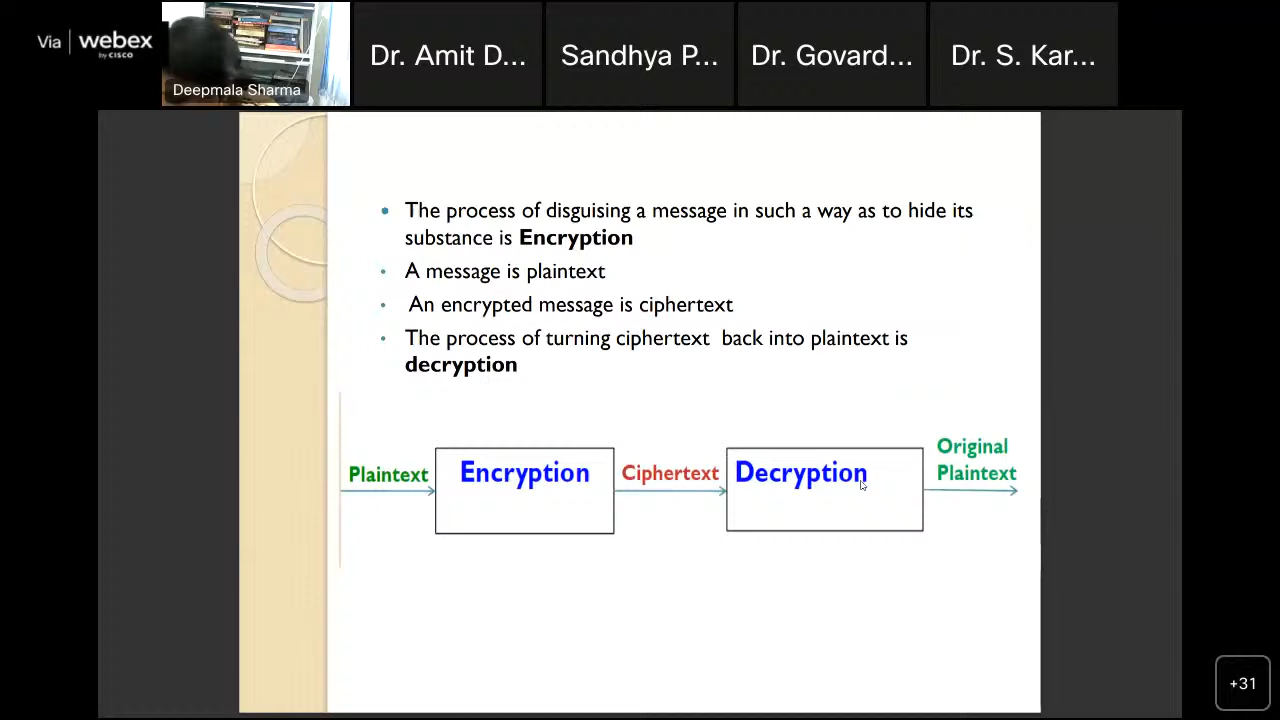 Via webex
by CISCO
Deepmala Sharma
Dr. Amit D...
Sandhya P...
Dr. Govard...
Dr. S. Kar...
• The process of disguising a message in such a way as to hide its
substance is Encryption
• A message is plaintext
• An encrypted message is ciphertext
• The process of turning ciphertext back into plaintext is
decryption
Plaintext
Encryption
Ciphertext
Decryption
Original
Plaintext
+31